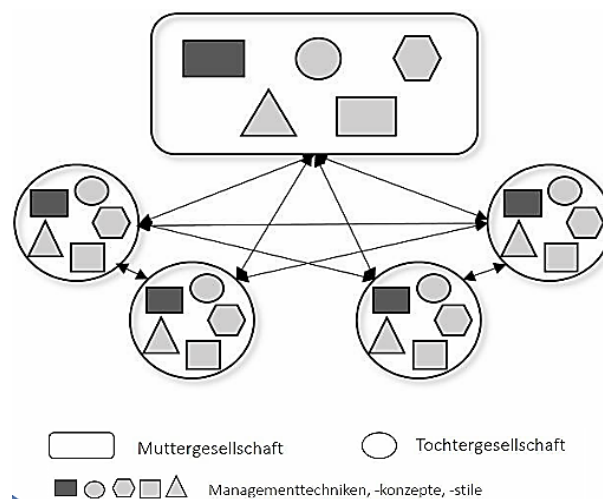 Muttergesellschaft
Tochtergesellschaft
Managementtechniken, -konzepte, -stile